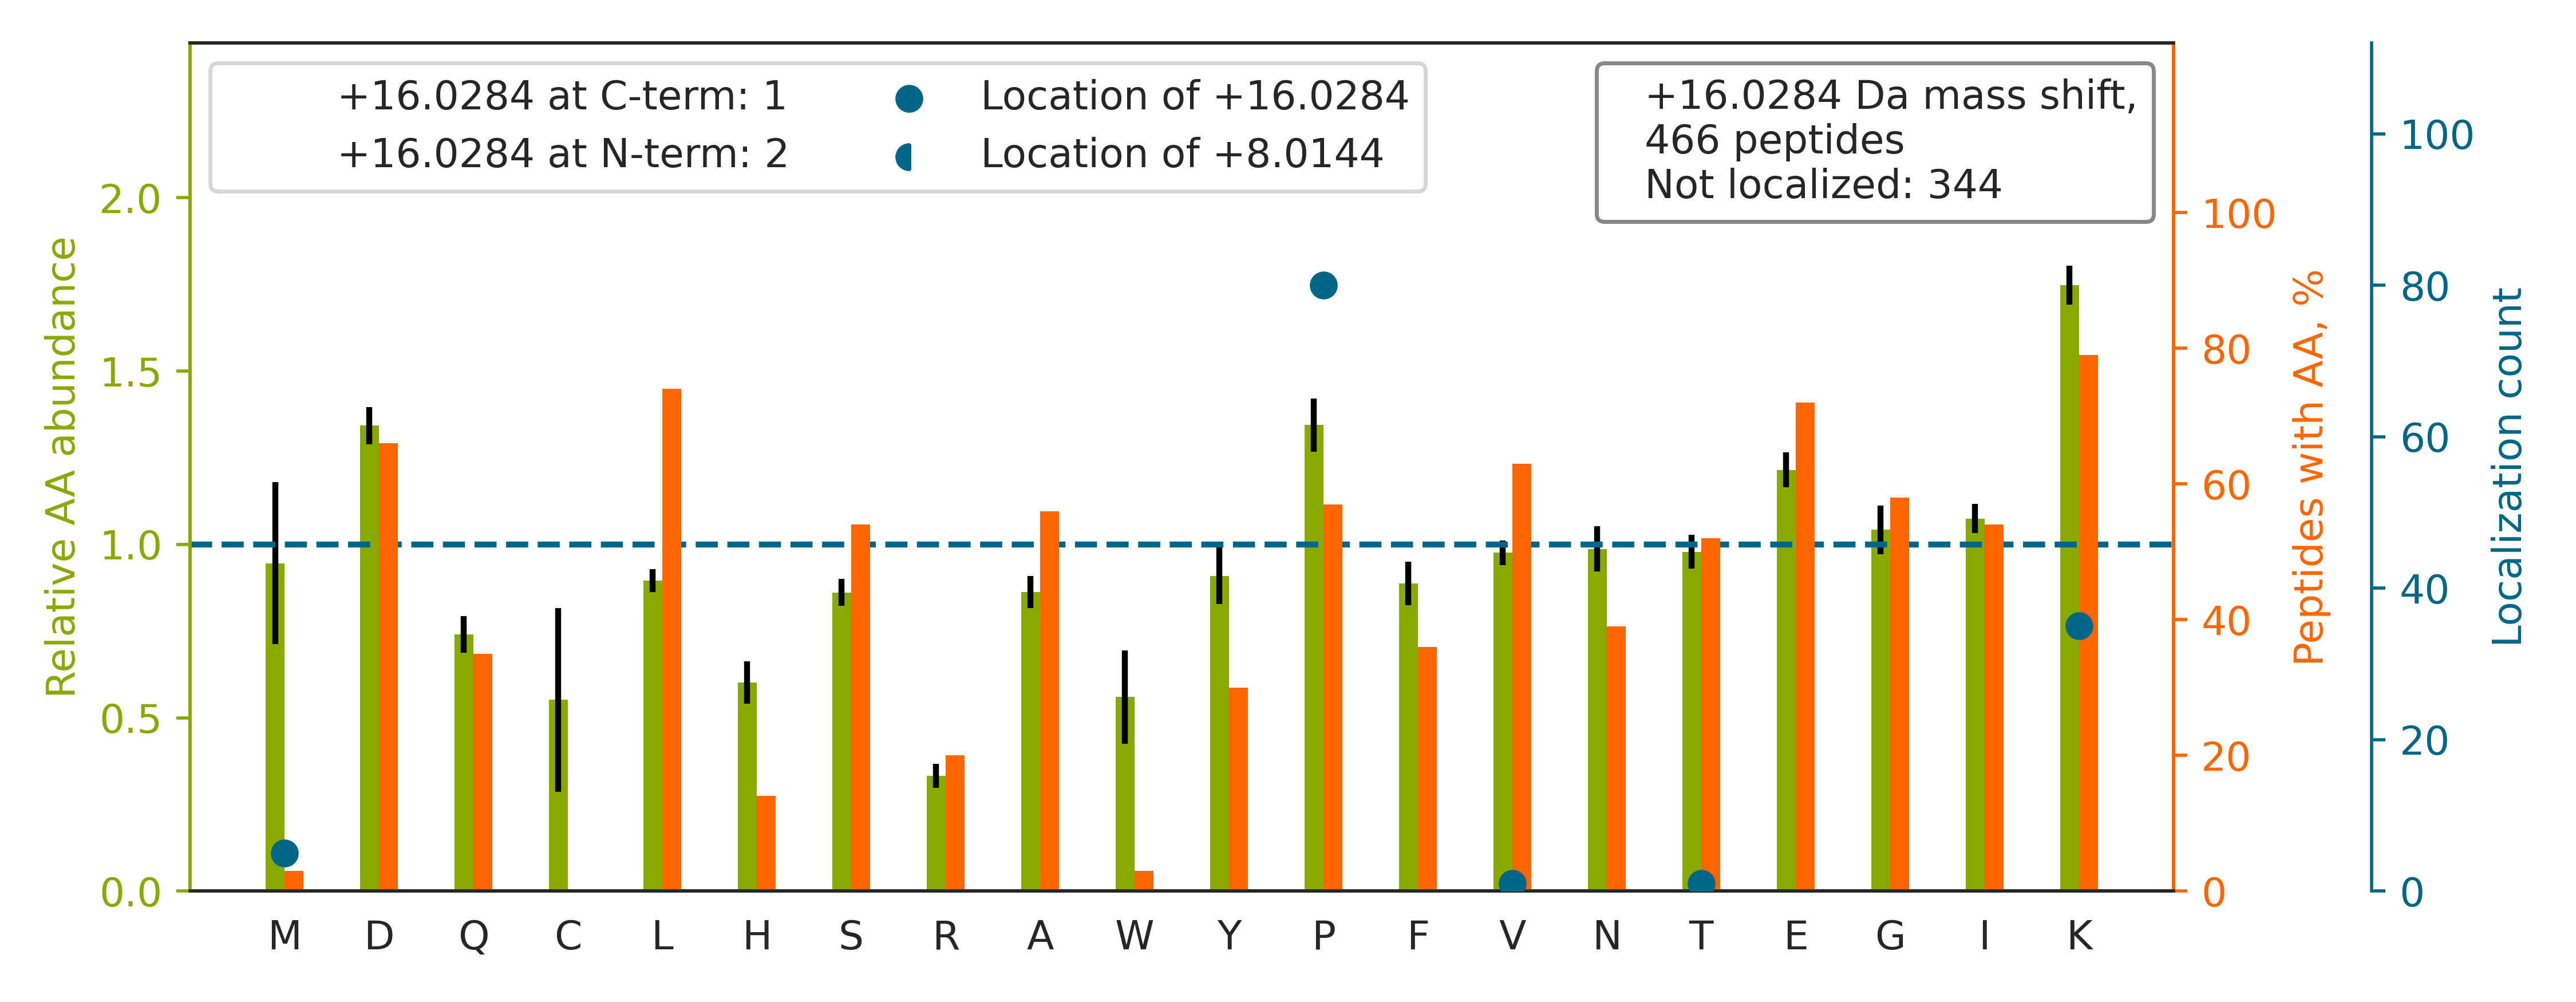 +16.0284 at C-term: 1
+16.0284 at N-term: 2
Location of +16.0284
Location of +8.0144
+16.0284 Da mass shift,
466 peptides
Not localized: 344
Relative AA abundance
2.0
1.5
1.0
0.5
0.0
M D Q C L H S R A W Y P F V N T E G I K
100
80
60
40
20
0
Peptides with AA, %
100
80
60
40
20
0
Localization count